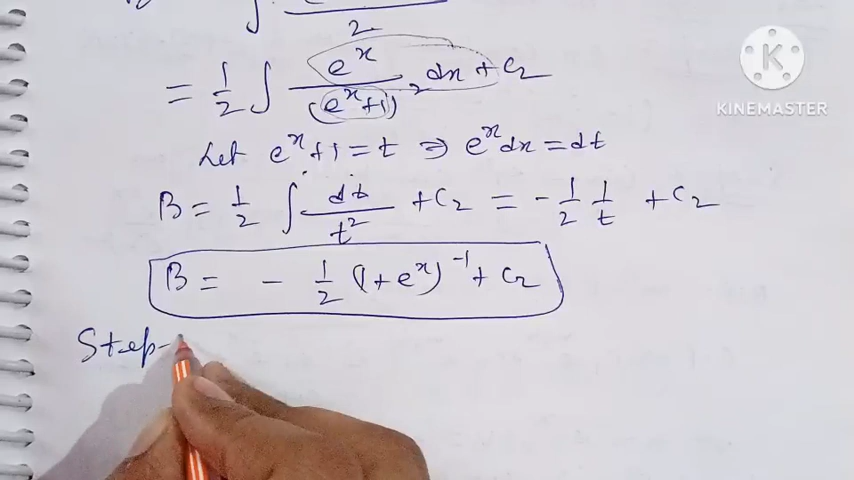 2
= 1/2 ∫ e^x / (e^x+1)^2 dx + C2
KINEMASTER
Let e^x+1 = t ⇒ e^x dx = dt
B = 1/2 ∫ dt / t^2 + C2 = - 1/2 1/t + C2
B = - 1/2 (1+e^x)^-1 + C2
Step-